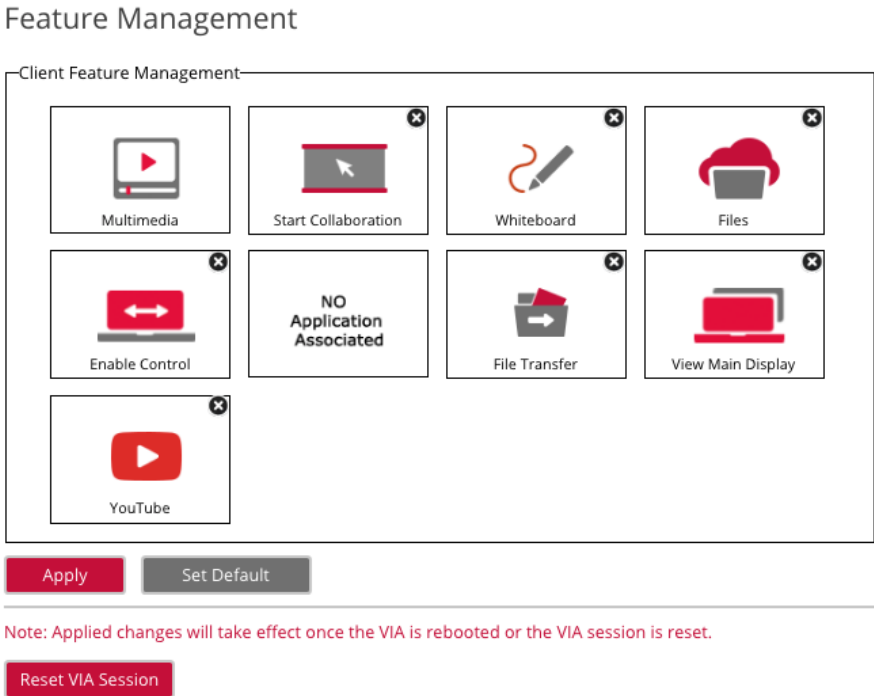 Feature Management
Client Feature Management
Multimedia
Start Collaboration
Whiteboard
Files
Enable Control
NO
Application
Associated
File Transfer
View Main Display
YouTube
Apply
Set Default
Note: Applied changes will take effect once the VIA is rebooted or the VIA session is reset.
Reset VIA Session